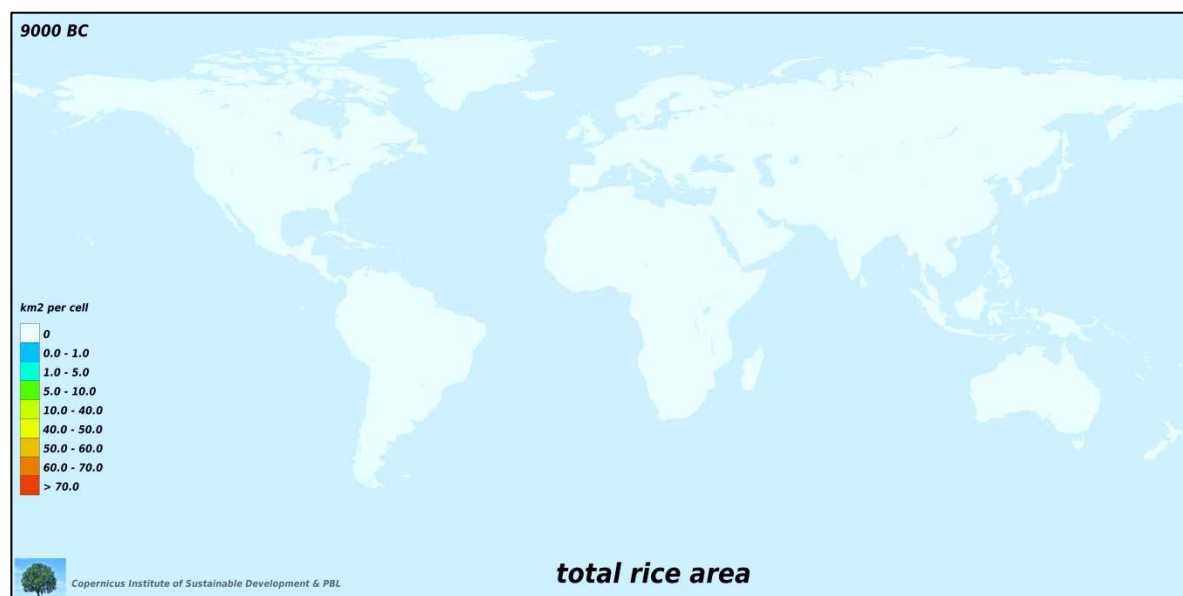 9000 BC
km2 per cell
0
0.0 - 1.0
1.0 - 5.0
5.0 - 10.0
10.0 - 40.0
40.0 - 50.0
50.0 - 60.0
60.0 - 70.0
> 70.0
Copernicus Institute of Sustainable Development & PBL
total rice area